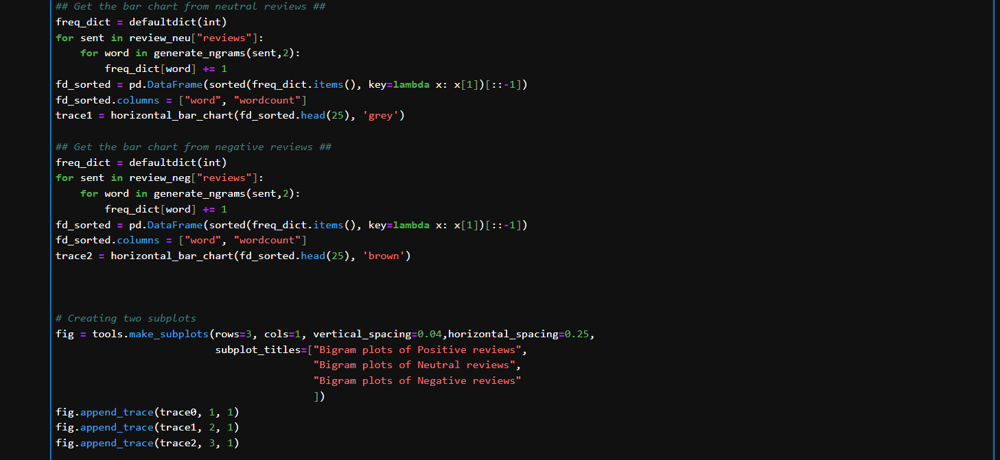 ## Get the bar chart from neutral reviews ##
freq_dict = defaultdict(int)
for sent in review_neu["reviews"]:
    for word in generate_ngrams(sent,2):
        freq_dict[word] += 1
fd_sorted = pd.DataFrame(sorted(freq_dict.items(), key=lambda x: x[1])[::-1])
fd_sorted.columns = ["word", "wordcount"]
trace1 = horizontal_bar_chart(fd_sorted.head(25), 'grey')
## Get the bar chart from negative reviews ##
freq_dict = defaultdict(int)
for sent in review_neg["reviews"]:
    for word in generate_ngrams(sent,2):
        freq_dict[word] += 1
fd_sorted = pd.DataFrame(sorted(freq_dict.items(), key=lambda x: x[1])[::-1])
fd_sorted.columns = ["word", "wordcount"]
trace2 = horizontal_bar_chart(fd_sorted.head(25), 'brown')
# Creating two subplots
fig = tools.make_subplots(rows=3, cols=1, vertical_spacing=0.04,horizontal_spacing=0.25,
                          subplot_titles=["Bigram plots of Positive reviews",
                                          "Bigram plots of Neutral reviews",
                                          "Bigram plots of Negative reviews"
                                          ])
fig.append_trace(trace0, 1, 1)
fig.append_trace(trace1, 2, 1)
fig.append_trace(trace2, 3, 1)